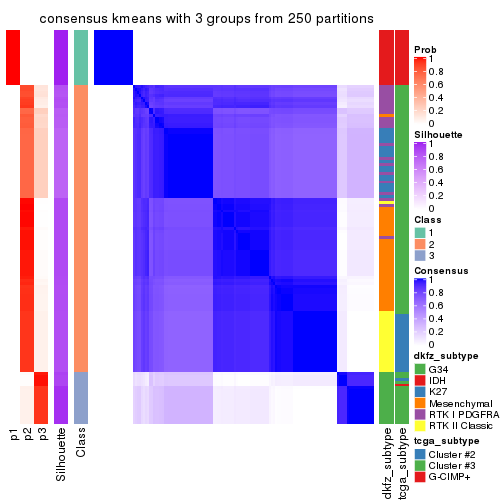 consensus kmeans with 3 groups from 250 partitions
Prob
1
0.8
0.6
0.4
0.2
0
Silhouette
1
0.8
0.6
0.4
0.2
0
Class
1
2
3
Consensus
1
0.8
0.6
0.4
0.2
0
dkfz_subtype
G34
IDH
K27
Mesenchymal
RTK I PDGFRA
RTK II Classic
tcga_subtype
Cluster #2
Cluster #3
G-CIMP+
p1
p2
p3
Silhouette
Class
dkfz_subtype
tcga_subtype